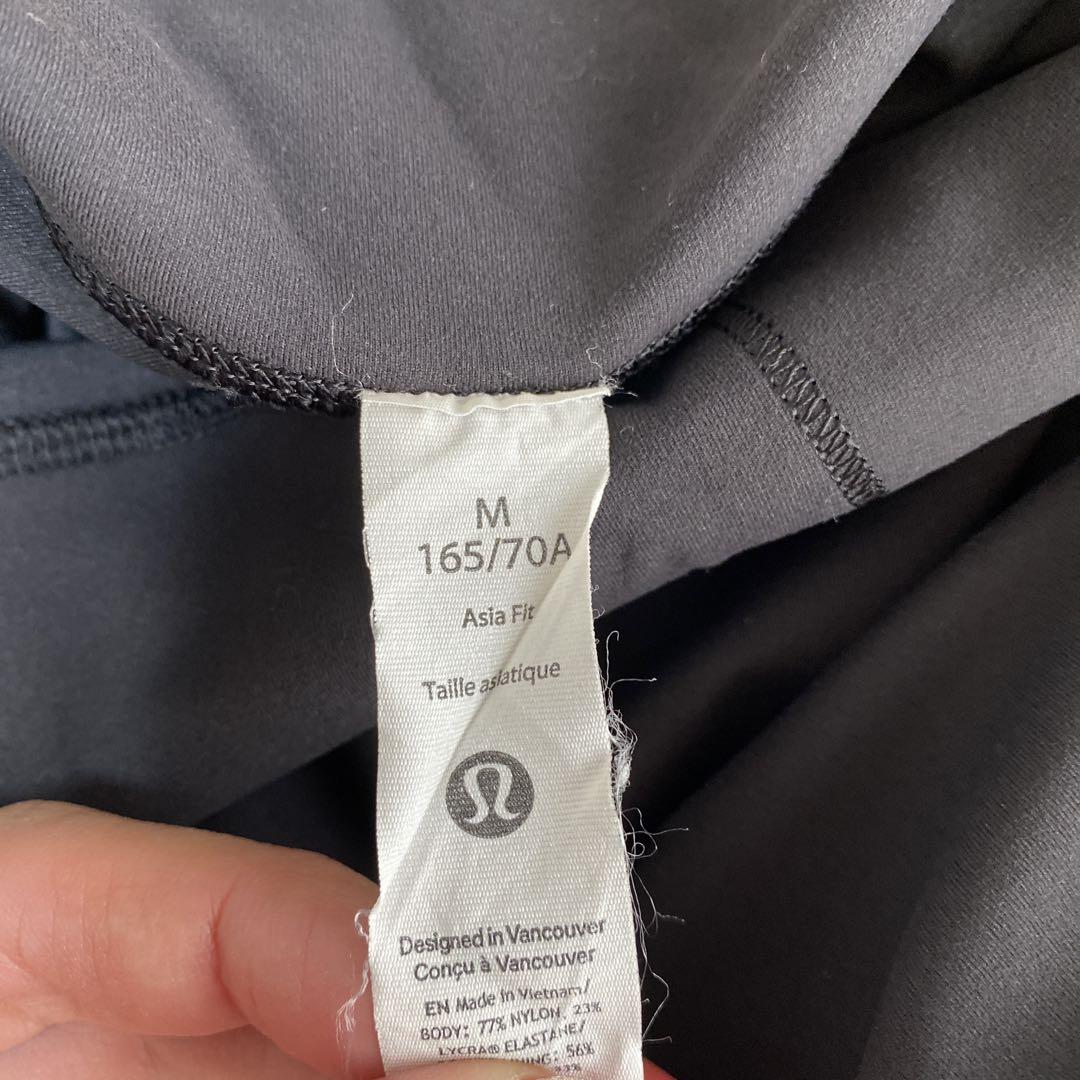 M
165/70A
Asia Fit
Taille asiatique
Designed in Vancouver
Conçu à Vancouver
EN Made in Vietnam/
BODY: 77% NYLON, 23%
LYCRA® ELASTANE/
56%